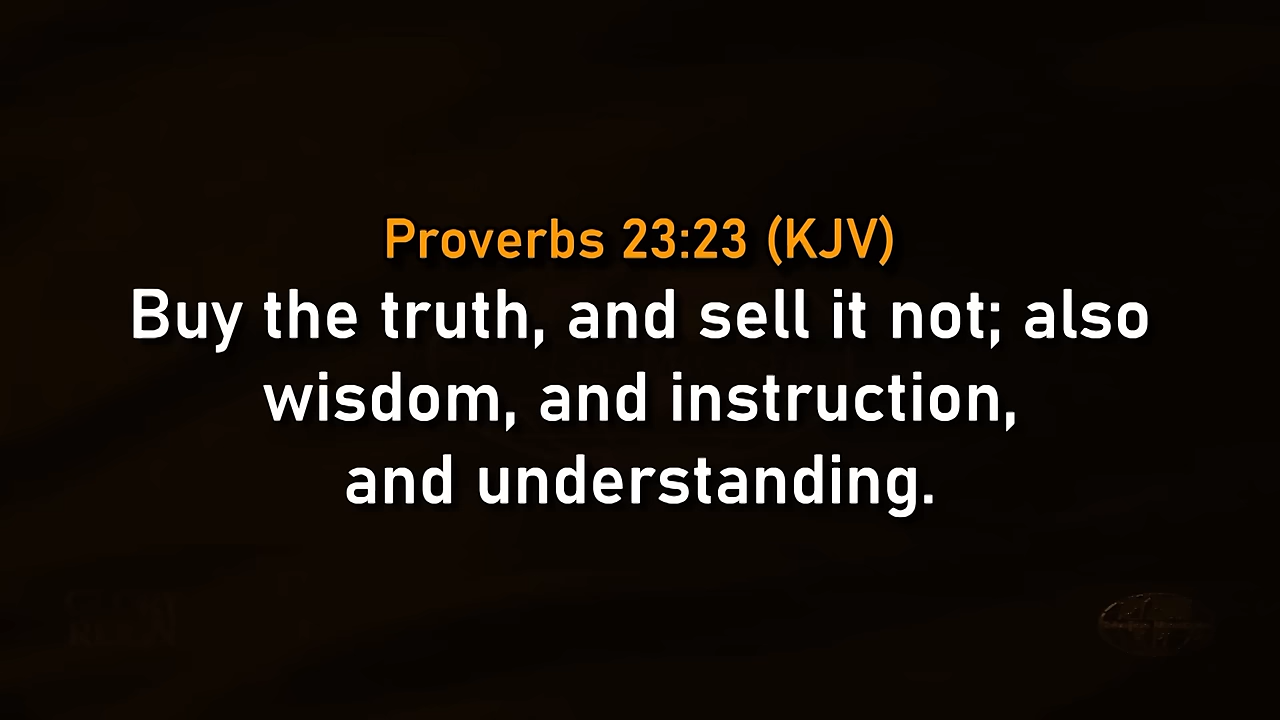 Proverbs 23:23 (KJV)
Buy the truth, and sell it not; also
wisdom, and instruction,
and understanding.